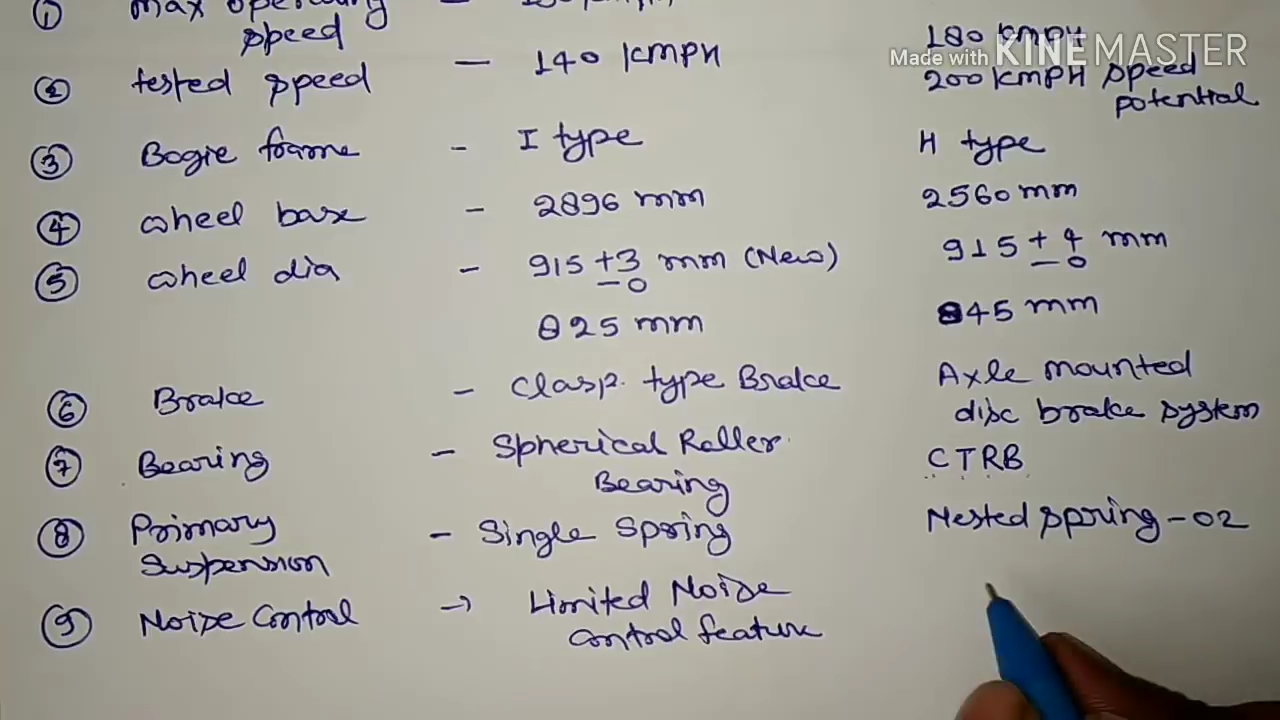 ① Max operating
speed
180 KMPH
Made with KINEMASTER
② tested speed — 140 KMPH 200 KMPH speed
potential
③ Bogie frame - I type H type
④ wheel base - 2896 mm 2560 mm
⑤ wheel dia - 915 +3 mm (New) 915 + 4 mm
- 0 - 0
825 mm 845 mm
⑥ Brake - Clasp. type Brake Axle mounted
disc brake system
⑦ Bearing - Spherical Roller CTRB
Bearing
⑧ Primary - Single Spring Nested spring - 02
suspension
⑨ Noise Control → Limited Noise
control feature